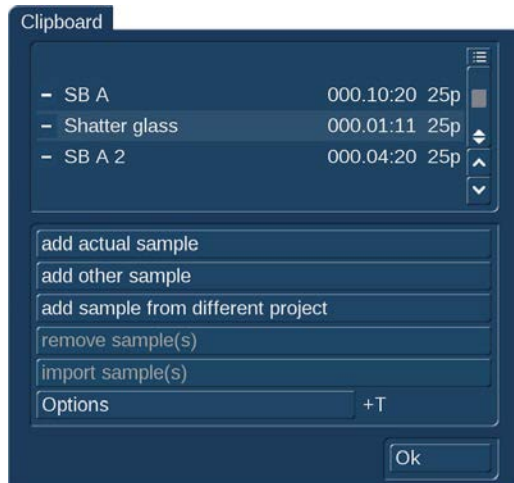 Clipboard
– SB A 000.10:20 25p
– Shatter glass 000.01:11 25p
– SB A 2 000.04:20 25p
add actual sample
add other sample
add sample from different project
remove sample(s)
import sample(s)
Options +T
Ok